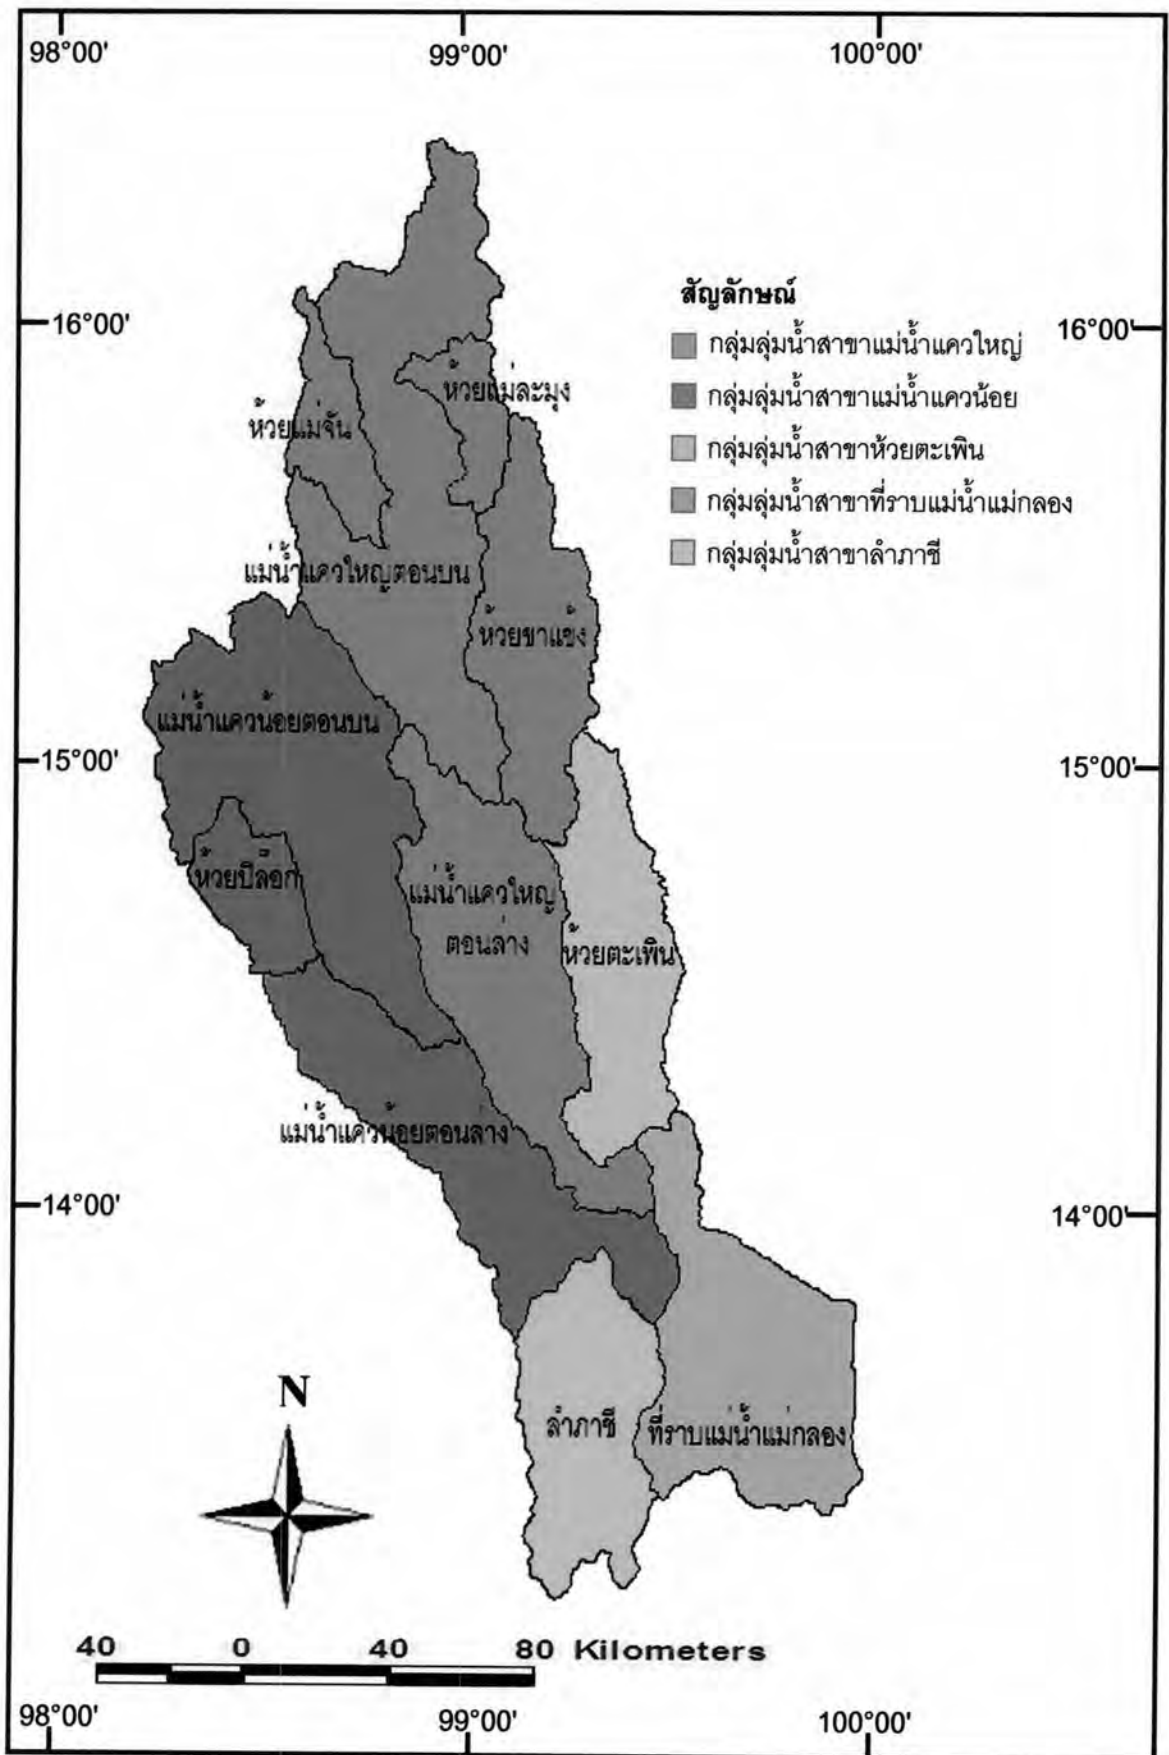 98°00'
99°00'
100°00'
สัญลักษณ์
16°00'
16°00'
กลุ่มลุ่มน้ำสาขาแม่น้ำแควใหญ่
กลุ่มลุ่มน้ำสาขาแม่น้ำแควน้อย
กลุ่มลุ่มน้ำสาขาห้วยตะเพิน
กลุ่มลุ่มน้ำสาขาที่ราบแม่น้ำแม่กลอง
กลุ่มลุ่มน้ำสาขาลำภาชี
ห้วยแม่ละมุง
ห้วยแม่จัน
แม่น้ำแควใหญ่ตอนบน
ห้วยขาแข้ง
แม่น้ำแควน้อยตอนบน
15°00'
15°00'
ห้วยปิล๊อก
แม่น้ำแควใหญ่
ตอนล่าง
ห้วยตะเพิน
แม่น้ำแควน้อยตอนล่าง
14°00'
14°00'
N
ลำภาชี
ที่ราบแม่น้ำแม่กลอง
40 0 40 80 Kilometers
98°00'
99°00'
100°00'